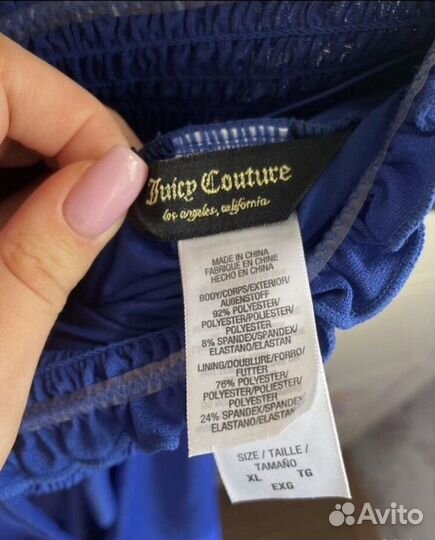 Juicy Couture
los angeles, california
MADE IN CHINA
FABRIQUÉ EN CHINE
HECHO EN CHINA
BODY/CORPS/EXTERIOR/
AUßENSTOFF
92% POLYESTER/
POLYESTER/POLIESTER/
POLYESTER
8% SPANDEX/SPANDEX/
ELASTANO/ELASTAN
LINING/DOUBLURE/FORRO/
FUTTER
76% POLYESTER/
POLYESTER/POLIESTER/
POLYESTER
24% SPANDEX/SPANDEX/
ELASTANO/ELASTAN
SIZE / TAILLE /
TAMAÑO
XL TG
EXG
Avito